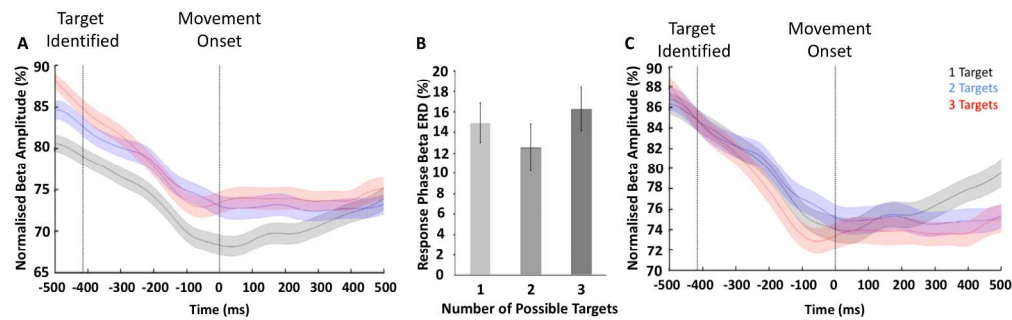 A
Target
Identified
Movement
Onset
Normalised Beta Amplitude (%)
90
85
80
75
70
65
-500 -400 -300 -200 -100 0 100 200 300 400 500
Time (ms)
B
Response Phase Beta ERD (%)
20
18
16
14
12
10
8
6
4
2
0
1 2 3
Number of Possible Targets
C
Target
Identified
Movement
Onset
1 Target
2 Targets
3 Targets
Normalised Beta Amplitude (%)
90
88
86
84
82
80
78
76
74
72
70
-500 -400 -300 -200 -100 0 100 200 300 400 500
Time (ms)